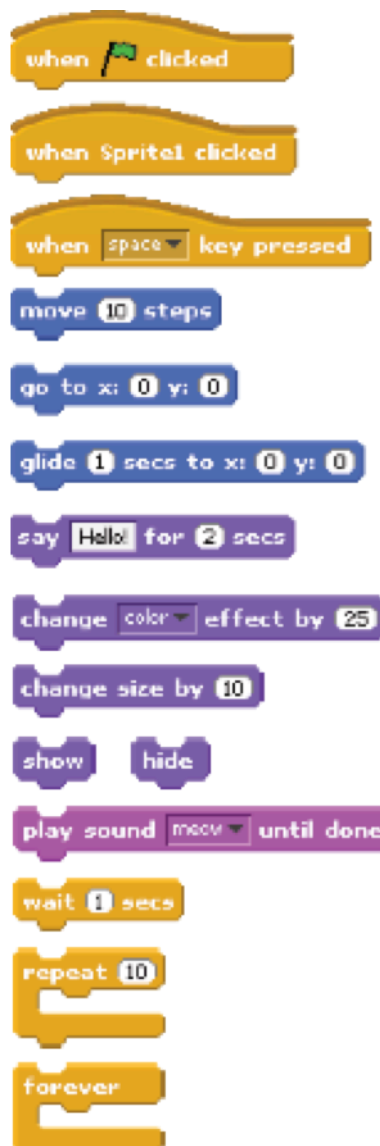 when clicked
when Sprite1 clicked
when space key pressed
move 10 steps
go to x: 0 y: 0
glide 1 secs to x: 0 y: 0
say Hello! for 2 secs
change color effect by 25
change size by 10
show hide
play sound meow until done
wait 1 secs
repeat 10
forever